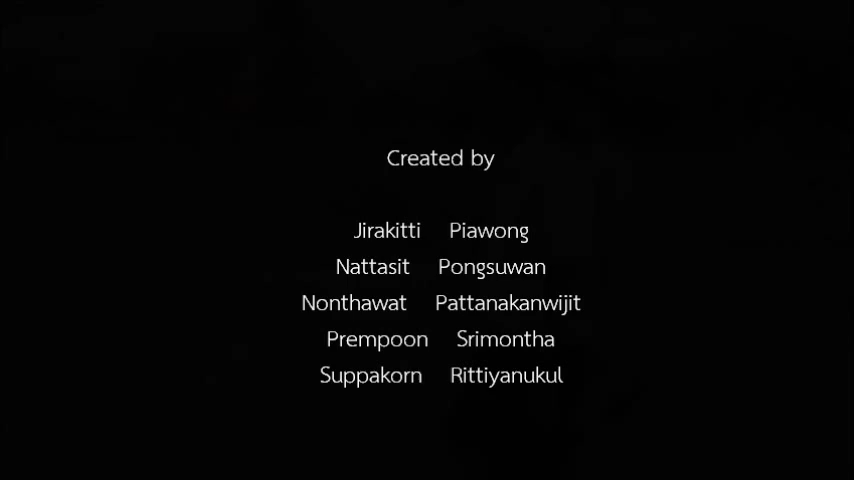 Created by
Jirakitti Piawong
Nattasit Pongsuwan
Nonthawat Pattanakanwijit
Prempoon Srimontha
Suppakorn Rittiyanukul